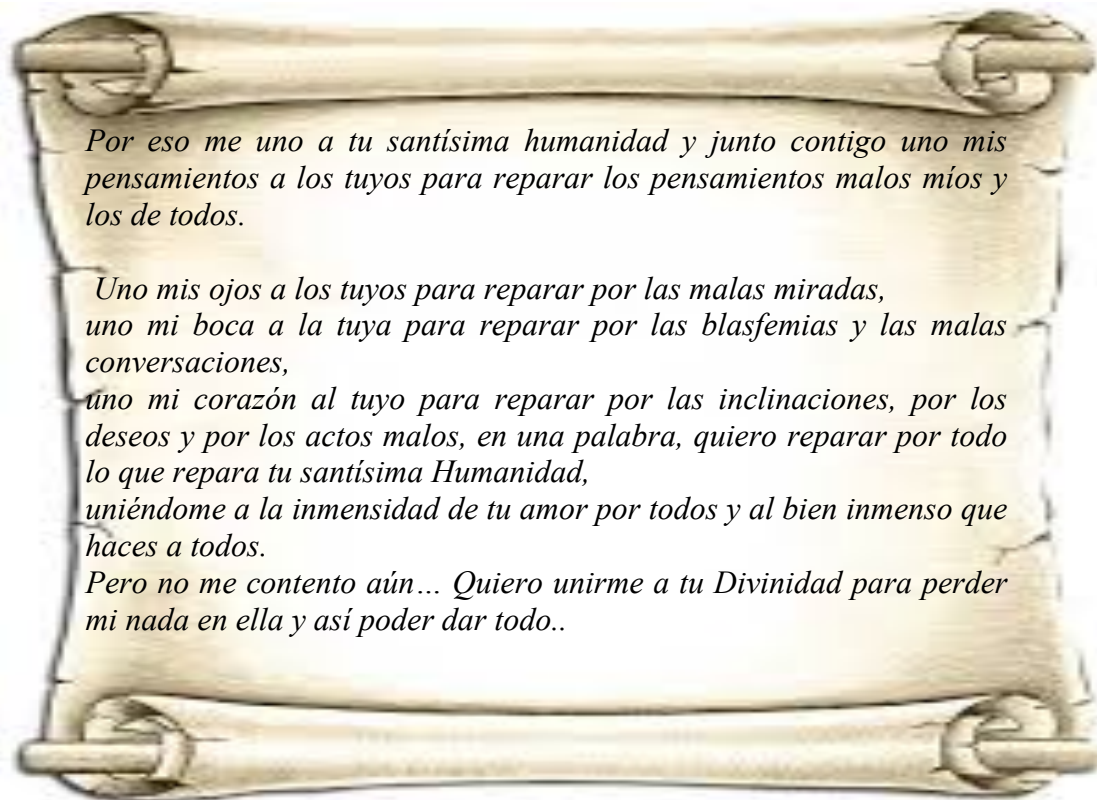 Por eso me uno a tu santísima humanidad y junto contigo uno mis
pensamientos a los tuyos para reparar los pensamientos malos míos y
los de todos.
Uno mis ojos a los tuyos para reparar por las malas miradas,
uno mi boca a la tuya para reparar por las blasfemias y las malas
conversaciones,
uno mi corazón al tuyo para reparar por las inclinaciones, por los
deseos y por los actos malos, en una palabra, quiero reparar por todo
lo que repara tu santísima Humanidad,
uniéndome a la inmensidad de tu amor por todos y al bien inmenso que
haces a todos.
Pero no me contento aún… Quiero unirme a tu Divinidad para perder
mi nada en ella y así poder dar todo..